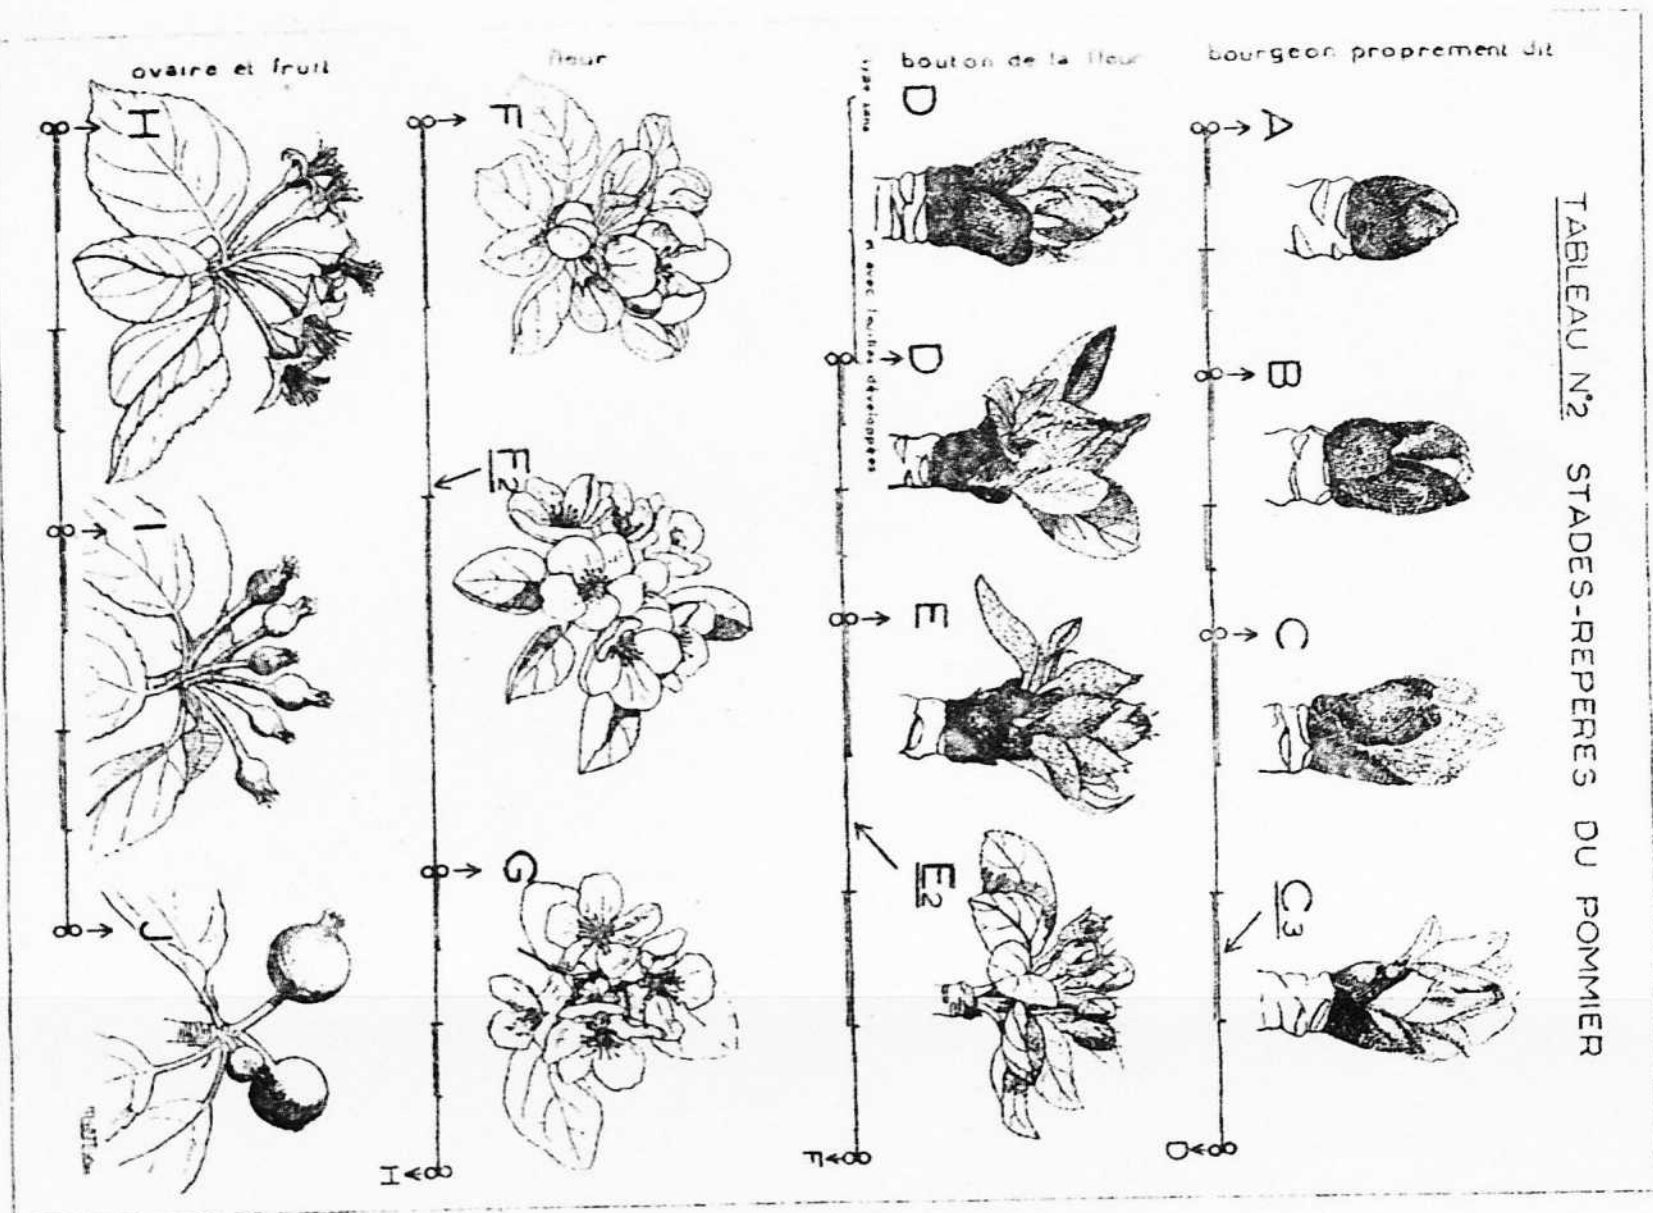 TABLEAU N°2 STADES-REPERES DU POMMIER
bourgeon proprement dit
A
B
C
C3
D
bouton de la fleur
D
avec feuilles développées
D
E
E2
F
fleur
F
F2
G
H
ovaire et fruit
H
I
J